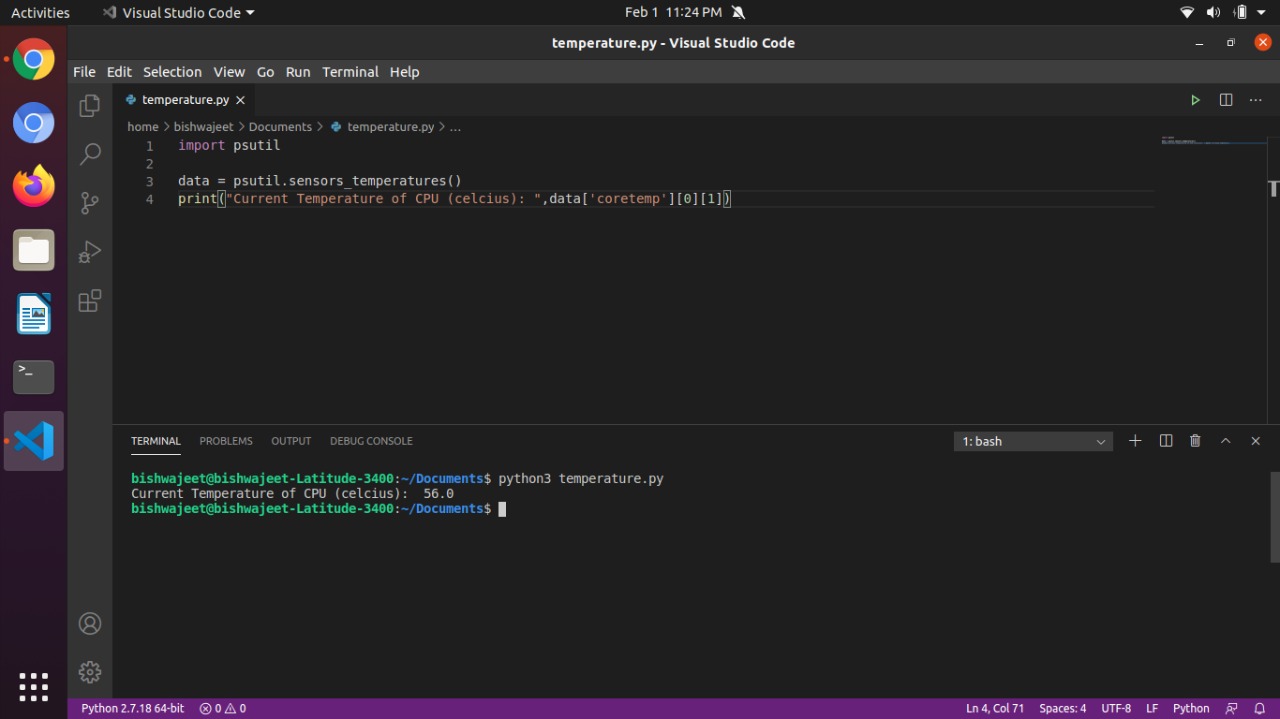 Activities
Visual Studio Code
Feb 1 11:24 PM
temperature.py - Visual Studio Code
File Edit Selection View Go Run Terminal Help
temperature.py
home > bishwajeet > Documents > temperature.py > ...
1 import psutil
2
3 data = psutil.sensors_temperatures()
4 print("Current Temperature of CPU (celcius): ",data['coretemp'][0][1])
TERMINAL PROBLEMS OUTPUT DEBUG CONSOLE
1: bash
bishwajeet@bishwajeet-Latitude-3400:~/Documents$ python3 temperature.py
Current Temperature of CPU (celcius):  56.0
bishwajeet@bishwajeet-Latitude-3400:~/Documents$
>_
Python 2.7.18 64-bit 0 0 Ln 4, Col 71 Spaces: 4 UTF-8 LF Python